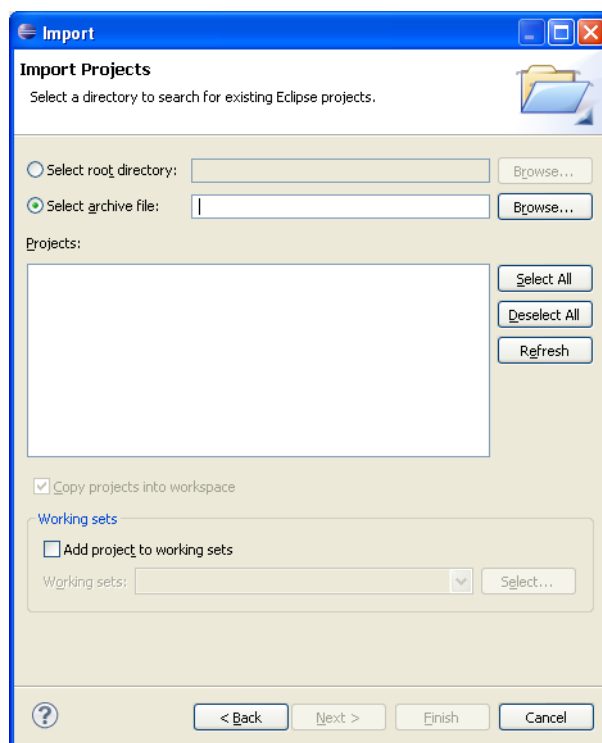 Import
Import Projects
Select a directory to search for existing Eclipse projects.
Select root directory: Browse...
Select archive file: Browse...
Projects:
Select All
Deselect All
Refresh
Copy projects into workspace
Working sets
Add project to working sets
Working sets: Select...
? < Back Next > Finish Cancel